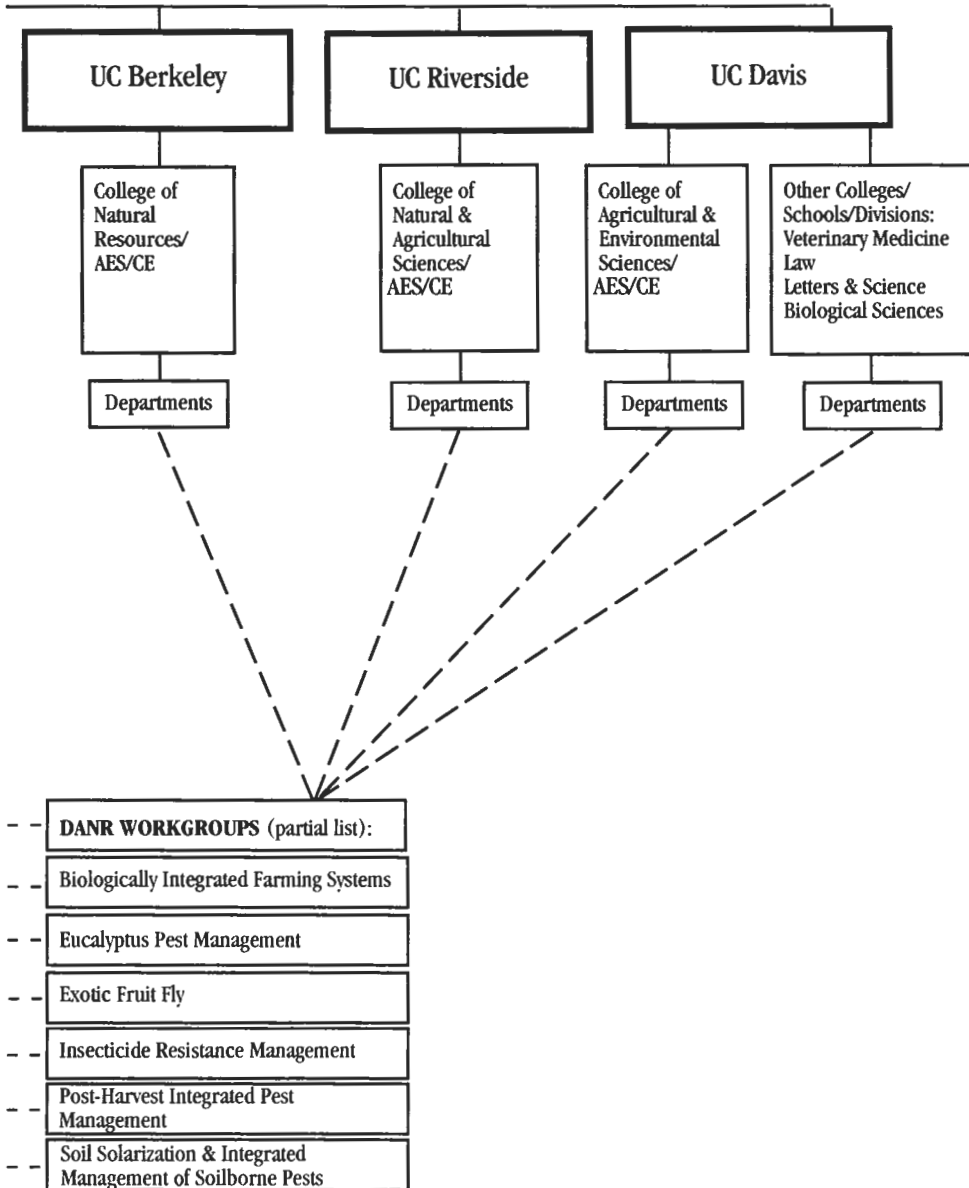 UC Berkeley
UC Riverside
UC Davis
College of
Natural
Resources/
AES/CE
College of
Natural &
Agricultural
Sciences/
AES/CE
College of
Agricultural &
Environmental
Sciences/
AES/CE
Other Colleges/
Schools/Divisions:
Veterinary Medicine
Law
Letters & Science
Biological Sciences
Departments
Departments
Departments
Departments
DANR WORKGROUPS (partial list):
Biologically Integrated Farming Systems
Eucalyptus Pest Management
Exotic Fruit Fly
Insecticide Resistance Management
Post-Harvest Integrated Pest
Management
Soil Solarization & Integrated
Management of Soilborne Pests